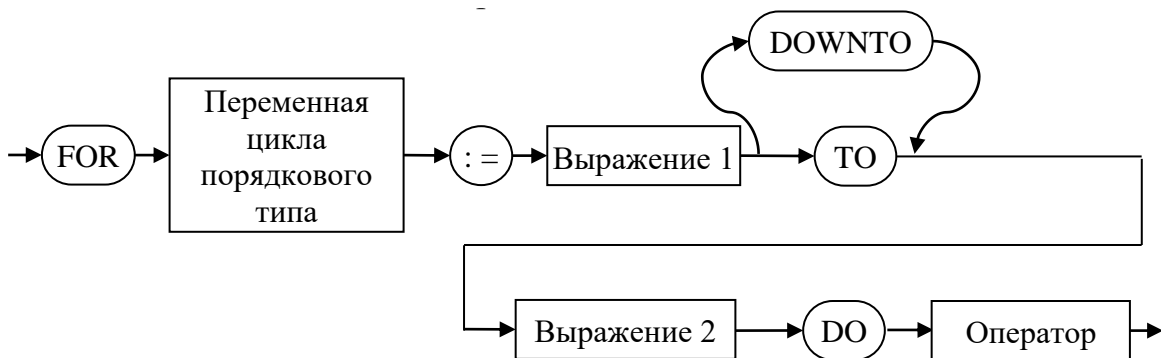 DOWNTO
FOR
Переменная
цикла
порядкового
типа
: =
Выражение 1
TO
Выражение 2
DO
Оператор